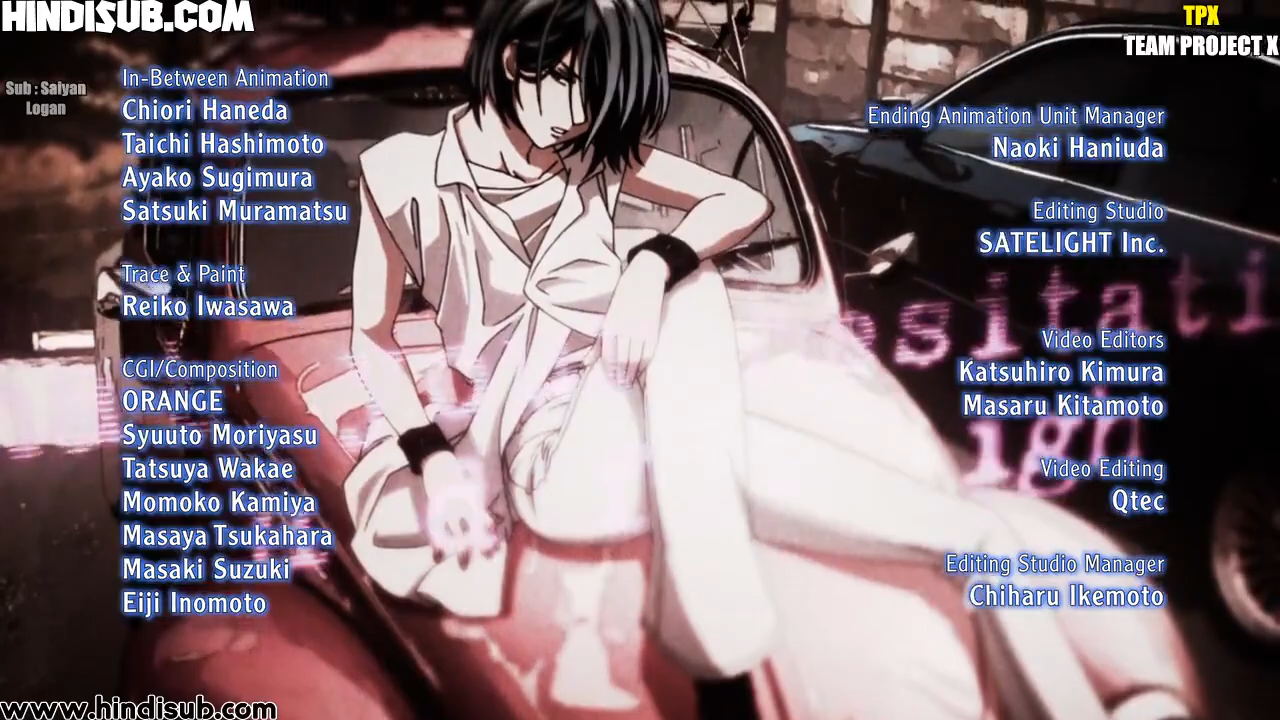 HINDISUB.COM
TPX
TEAM PROJECT X
Sub : Saiyan
Logan
In-Between Animation
Chiori Haneda
Taichi Hashimoto
Ayako Sugimura
Satsuki Muramatsu
Trace & Paint
Reiko Iwasawa
CGI/Composition
ORANGE
Syuuto Moriyasu
Tatsuya Wakae
Momoko Kamiya
Masaya Tsukahara
Masaki Suzuki
Eiji Inomoto
Ending Animation Unit Manager
Naoki Haniuda
Editing Studio
SATELIGHT Inc.
esitati
Video Editors
Katsuhiro Kimura
Masaru Kitamoto
igh
Video Editing
Qtec
Editing Studio Manager
Chiharu Ikemoto
www.hindisub.com